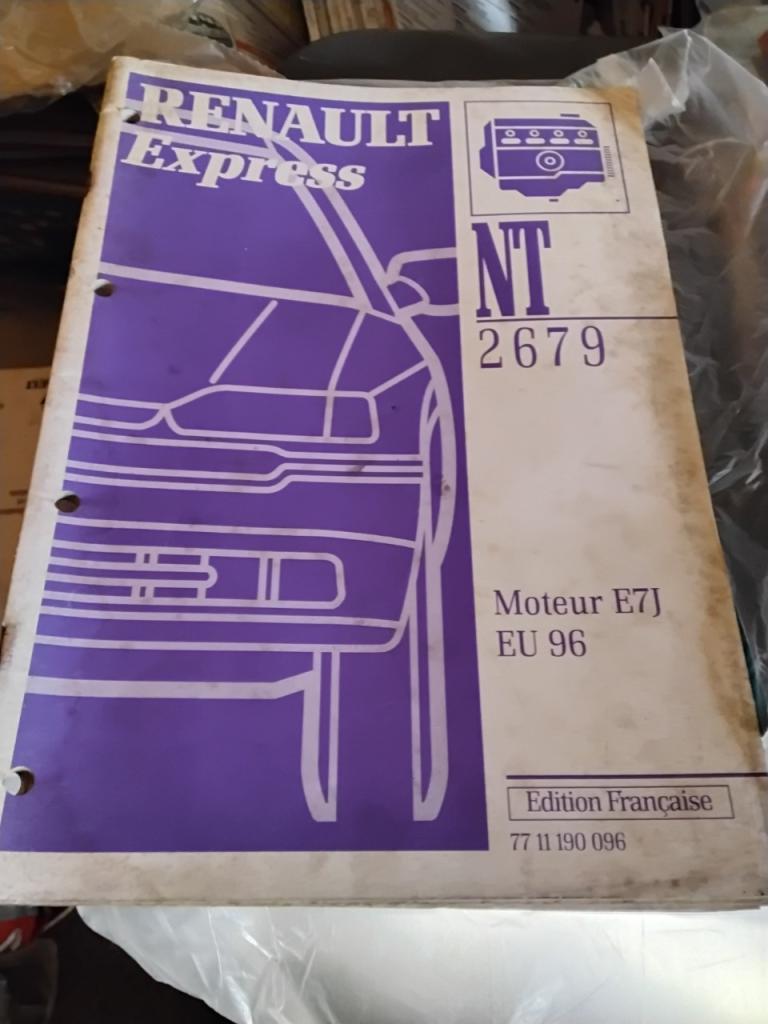 RENAULT
Express
NT
2679
Moteur E7J
EU 96
Edition Française
77 11 190 096